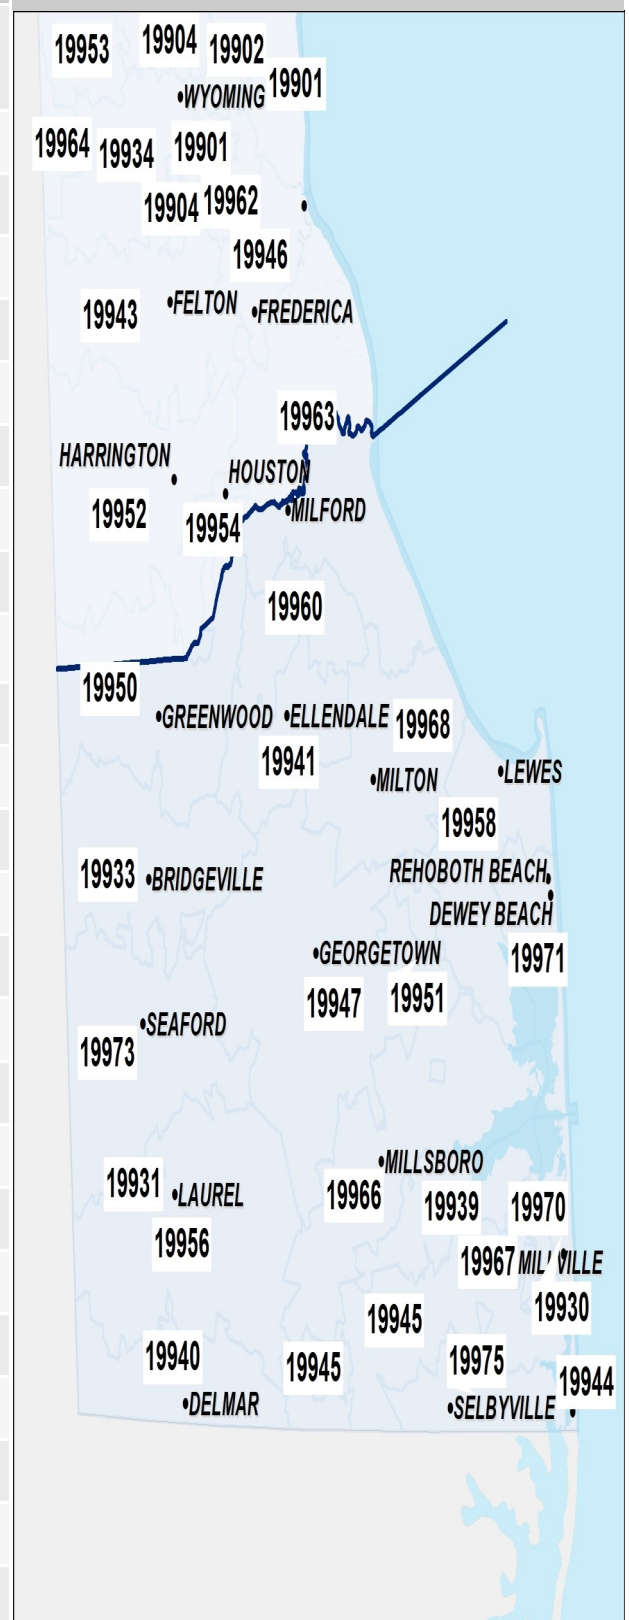 19904
19953
19902
19901
WYOMING
19964
19934
19901
19904
19962
19946
FELTON
19943
FREDERICA
19963
HARRINGTON
HOUSTON
19952
MILFORD
19954
19960
19950
GREENWOOD
ELLENDALE
19968
19941
LEWES
MILTON
19958
REHOBOTH BEACH
19933
BRIDGEVILLE
DEWEY BEACH
GEORGETOWN
19971
19947
19951
SEAFORD
19973
MILLSBORO
19931
LAUREL
19966
19939
19970
19956
19967
19930
19945
19940
19945
19975
19944
DELMAR
SELBYVILLE